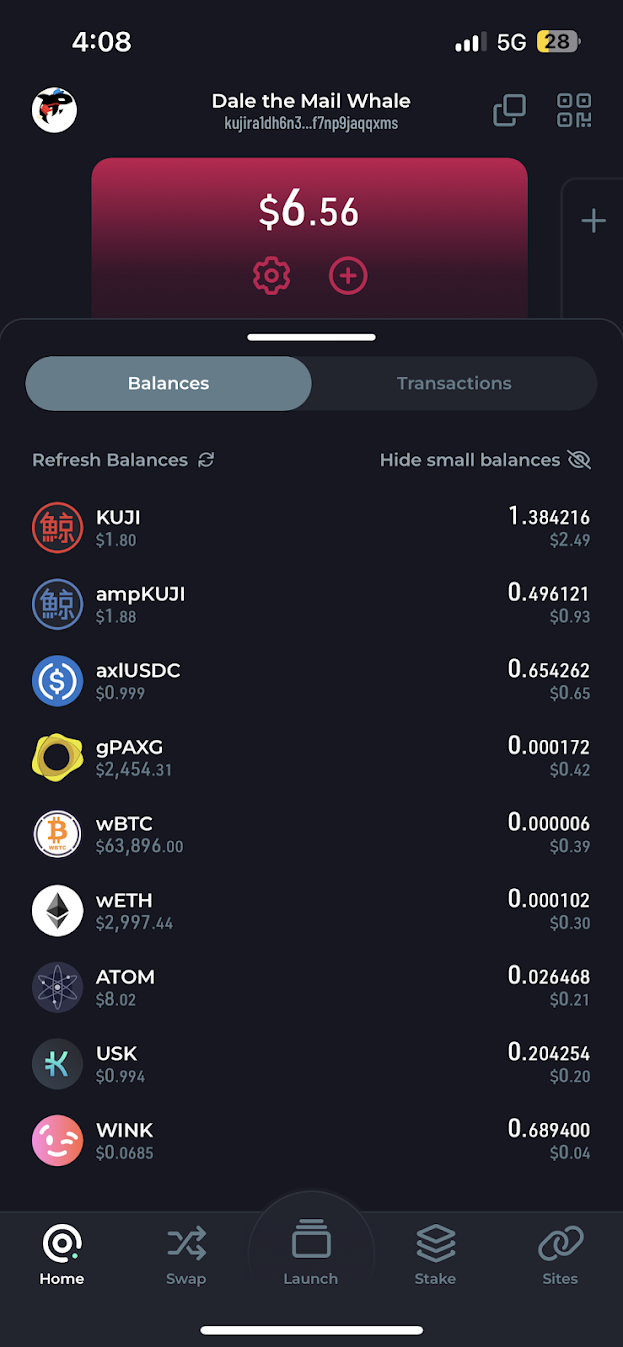 4:08
5G
28
Dale the Mail Whale
kujira1dh6n3...f7np9jaqqxms
$6.56
Balances
Transactions
Refresh Balances
Hide small balances
鯨
KUJI
1.384216
$1.80
$2.49
鯨
ampKUJI
0.496121
$1.88
$0.93
axlUSDC
0.654262
$0.999
$0.65
gPAXG
0.000172
$2,454.31
$0.42
wBTC
0.000006
WBTC
$63,896.00
$0.39
wETH
0.000102
$2,997.44
$0.30
ATOM
0.026468
$8.02
$0.21
USK
0.204254
$0.994
$0.20
WINK
0.689400
$0.0685
$0.04
Home
Swap
Launch
Stake
Sites